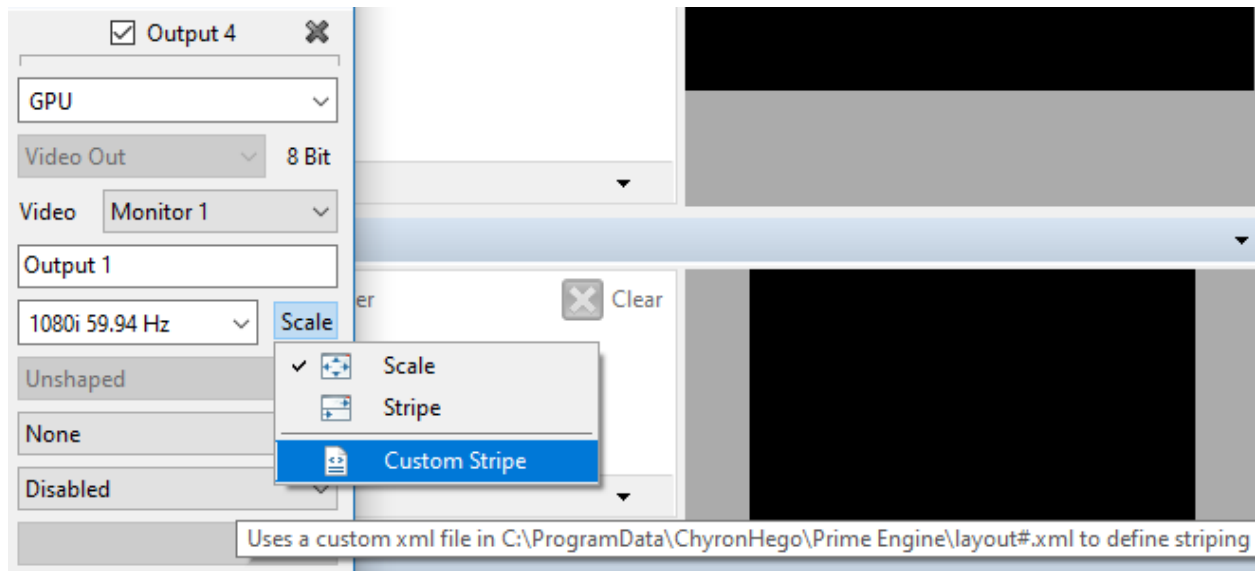 Output 4
GPU
Video Out 8 Bit
Video Monitor 1
Output 1
1080i 59.94 Hz Scale
er Clear
Scale
Unshaped
Stripe
None
Custom Stripe
Disabled
Uses a custom xml file in C:\ProgramData\ChyronHego\Prime Engine\layout#.xml to define striping